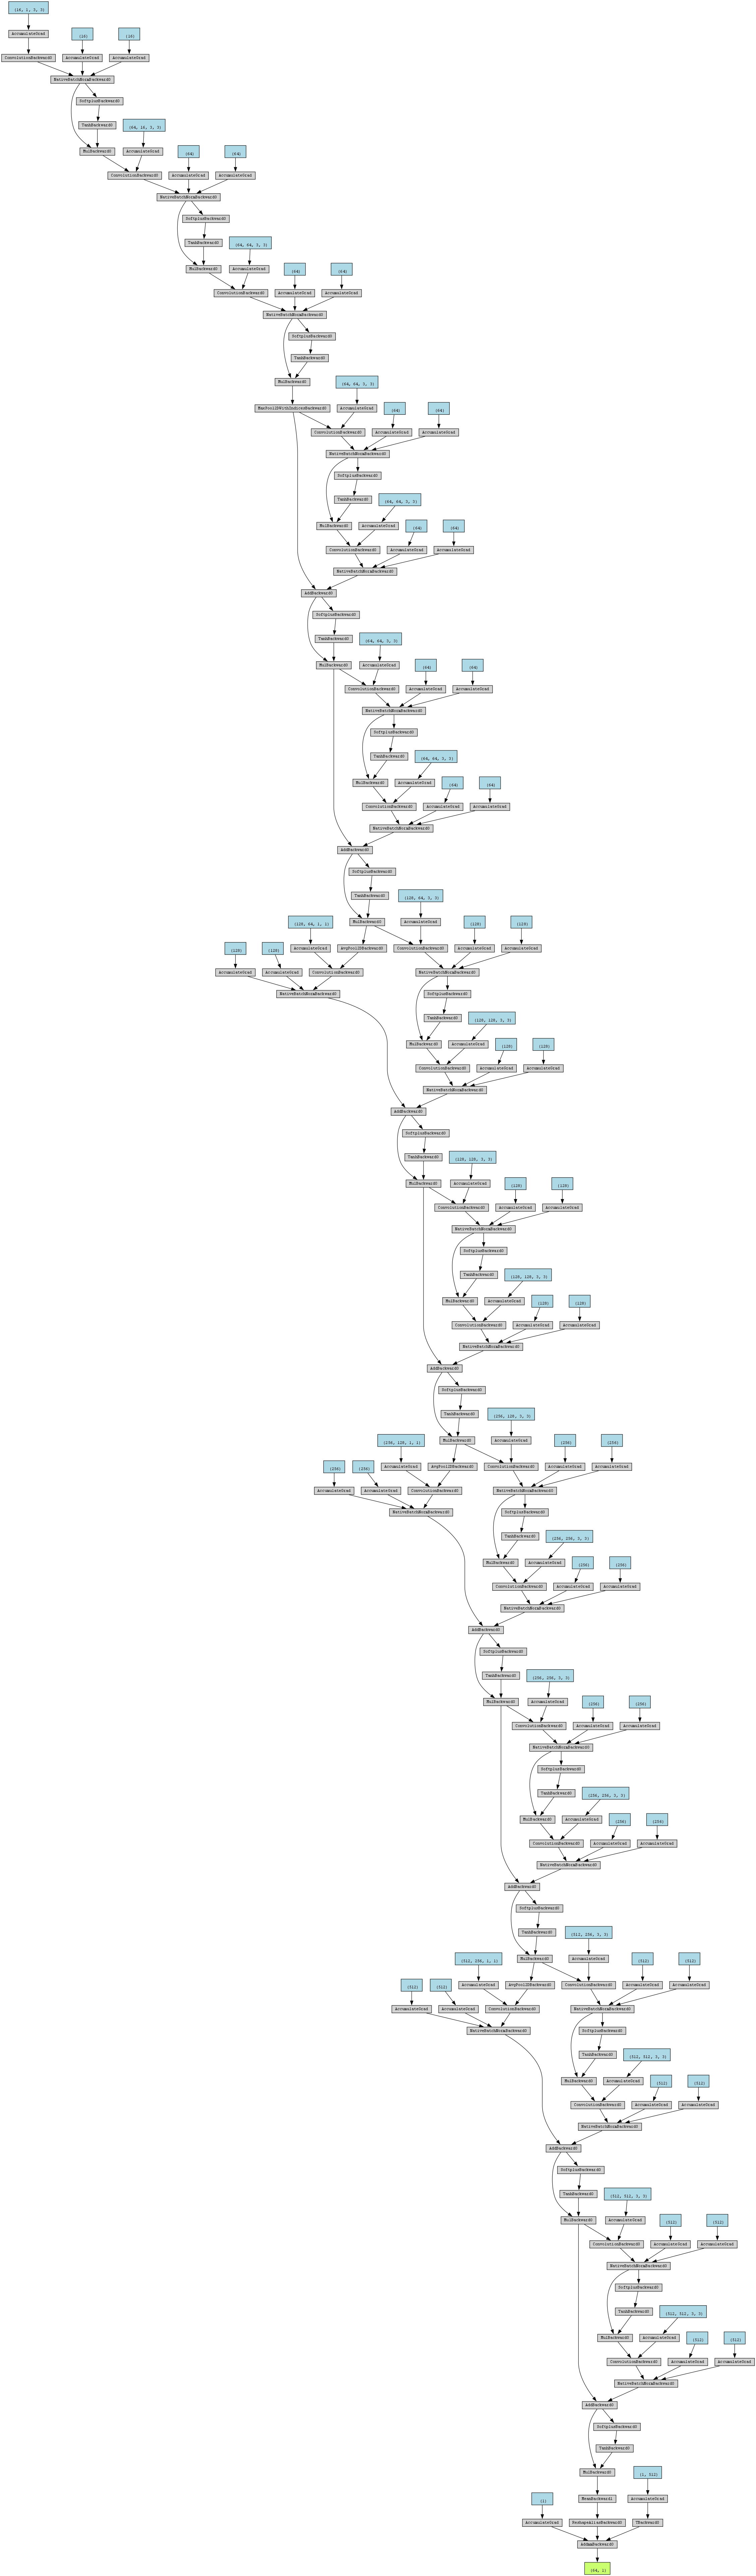 (16, 1, 3, 3)
AccumulateGrad
(16)
(16)
ConvolutionBackward0
AccumulateGrad
AccumulateGrad
NativeBatchNormBackward0
SoftplusBackward0
TanhBackward0
(64, 16, 3, 3)
MulBackward0
AccumulateGrad
(64)
(64)
ConvolutionBackward0
AccumulateGrad
AccumulateGrad
NativeBatchNormBackward0
SoftplusBackward0
TanhBackward0
(64, 64, 3, 3)
MulBackward0
AccumulateGrad
(64)
(64)
ConvolutionBackward0
AccumulateGrad
AccumulateGrad
NativeBatchNormBackward0
SoftplusBackward0
TanhBackward0
MulBackward0
(64, 64, 3, 3)
MaxPool2DWithIndicesBackward0
AccumulateGrad
(64)
(64)
ConvolutionBackward0
AccumulateGrad
AccumulateGrad
NativeBatchNormBackward0
SoftplusBackward0
TanhBackward0
(64, 64, 3, 3)
MulBackward0
AccumulateGrad
(64)
(64)
ConvolutionBackward0
AccumulateGrad
AccumulateGrad
NativeBatchNormBackward0
AddBackward0
SoftplusBackward0
TanhBackward0
(64, 64, 3, 3)
MulBackward0
AccumulateGrad
(64)
(64)
ConvolutionBackward0
AccumulateGrad
AccumulateGrad
NativeBatchNormBackward0
SoftplusBackward0
TanhBackward0
(64, 64, 3, 3)
MulBackward0
AccumulateGrad
(64)
(64)
ConvolutionBackward0
AccumulateGrad
AccumulateGrad
NativeBatchNormBackward0
AddBackward0
SoftplusBackward0
TanhBackward0
(128, 64, 3, 3)
(128, 64, 1, 1)
MulBackward0
AccumulateGrad
(128)
(128)
(128)
(128)
AccumulateGrad
AvgPool2DBackward0
ConvolutionBackward0
AccumulateGrad
AccumulateGrad
AccumulateGrad
AccumulateGrad
ConvolutionBackward0
NativeBatchNormBackward0
NativeBatchNormBackward0
SoftplusBackward0
TanhBackward0
(128, 128, 3, 3)
MulBackward0
AccumulateGrad
(128)
(128)
ConvolutionBackward0
AccumulateGrad
AccumulateGrad
NativeBatchNormBackward0
AddBackward0
SoftplusBackward0
TanhBackward0
(128, 128, 3, 3)
MulBackward0
AccumulateGrad
(128)
(128)
ConvolutionBackward0
AccumulateGrad
AccumulateGrad
NativeBatchNormBackward0
SoftplusBackward0
TanhBackward0
(128, 128, 3, 3)
MulBackward0
AccumulateGrad
(128)
(128)
ConvolutionBackward0
AccumulateGrad
AccumulateGrad
NativeBatchNormBackward0
AddBackward0
SoftplusBackward0
TanhBackward0
(256, 128, 3, 3)
(256, 128, 1, 1)
MulBackward0
AccumulateGrad
(256)
(256)
(256)
(256)
AccumulateGrad
AvgPool2DBackward0
ConvolutionBackward0
AccumulateGrad
AccumulateGrad
AccumulateGrad
AccumulateGrad
ConvolutionBackward0
NativeBatchNormBackward0
NativeBatchNormBackward0
SoftplusBackward0
TanhBackward0
(256, 256, 3, 3)
MulBackward0
AccumulateGrad
(256)
(256)
ConvolutionBackward0
AccumulateGrad
AccumulateGrad
NativeBatchNormBackward0
AddBackward0
SoftplusBackward0
TanhBackward0
(256, 256, 3, 3)
MulBackward0
AccumulateGrad
(256)
(256)
ConvolutionBackward0
AccumulateGrad
AccumulateGrad
NativeBatchNormBackward0
SoftplusBackward0
TanhBackward0
(256, 256, 3, 3)
MulBackward0
AccumulateGrad
(256)
(256)
ConvolutionBackward0
AccumulateGrad
AccumulateGrad
NativeBatchNormBackward0
AddBackward0
SoftplusBackward0
TanhBackward0
(512, 256, 3, 3)
(512, 256, 1, 1)
MulBackward0
AccumulateGrad
(512)
(512)
(512)
(512)
AccumulateGrad
AvgPool2DBackward0
ConvolutionBackward0
AccumulateGrad
AccumulateGrad
AccumulateGrad
AccumulateGrad
ConvolutionBackward0
NativeBatchNormBackward0
NativeBatchNormBackward0
SoftplusBackward0
TanhBackward0
(512, 512, 3, 3)
MulBackward0
AccumulateGrad
(512)
(512)
ConvolutionBackward0
AccumulateGrad
AccumulateGrad
NativeBatchNormBackward0
AddBackward0
SoftplusBackward0
TanhBackward0
(512, 512, 3, 3)
MulBackward0
AccumulateGrad
(512)
(512)
ConvolutionBackward0
AccumulateGrad
AccumulateGrad
NativeBatchNormBackward0
SoftplusBackward0
TanhBackward0
(512, 512, 3, 3)
MulBackward0
AccumulateGrad
(512)
(512)
ConvolutionBackward0
AccumulateGrad
AccumulateGrad
NativeBatchNormBackward0
AddBackward0
SoftplusBackward0
TanhBackward0
MulBackward0
(1, 512)
(1)
MeanBackward1
AccumulateGrad
AccumulateGrad
ReshapeAliasBackward0
TBackward0
AddmmBackward0
(64, 1)